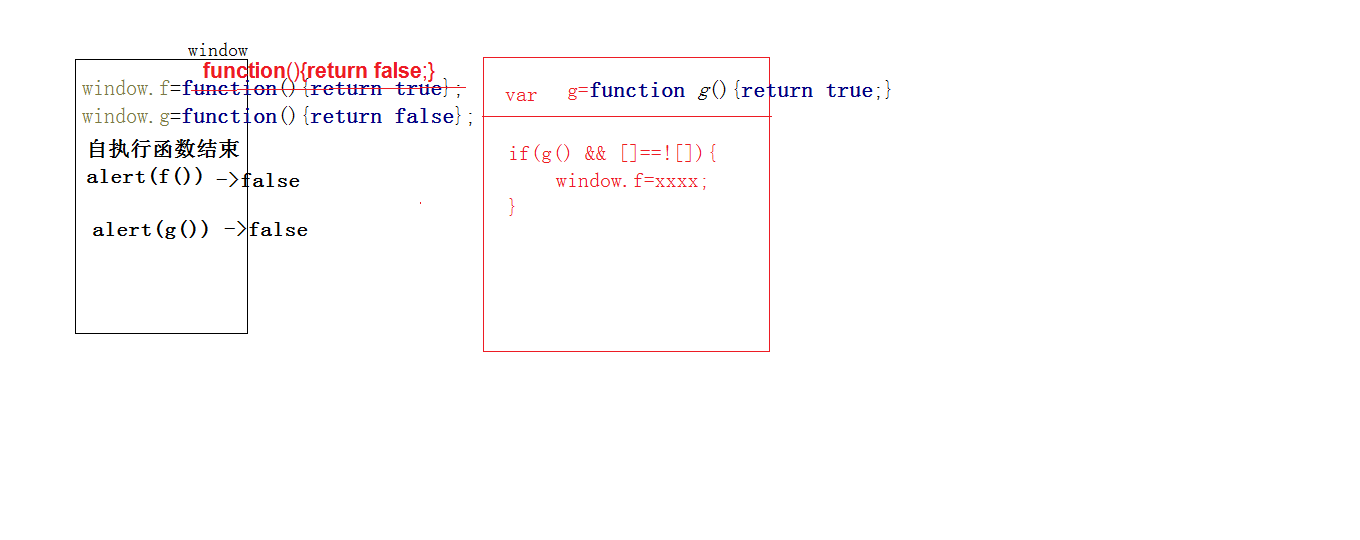 window
function(){return false;}
window.f=function(){return true};
window.g=function(){return false};
自执行函数结束
alert(f()) ->false
alert(g()) ->false
var g=function g(){return true;}
if(g() && []==![]){
window.f=xxxx;
}